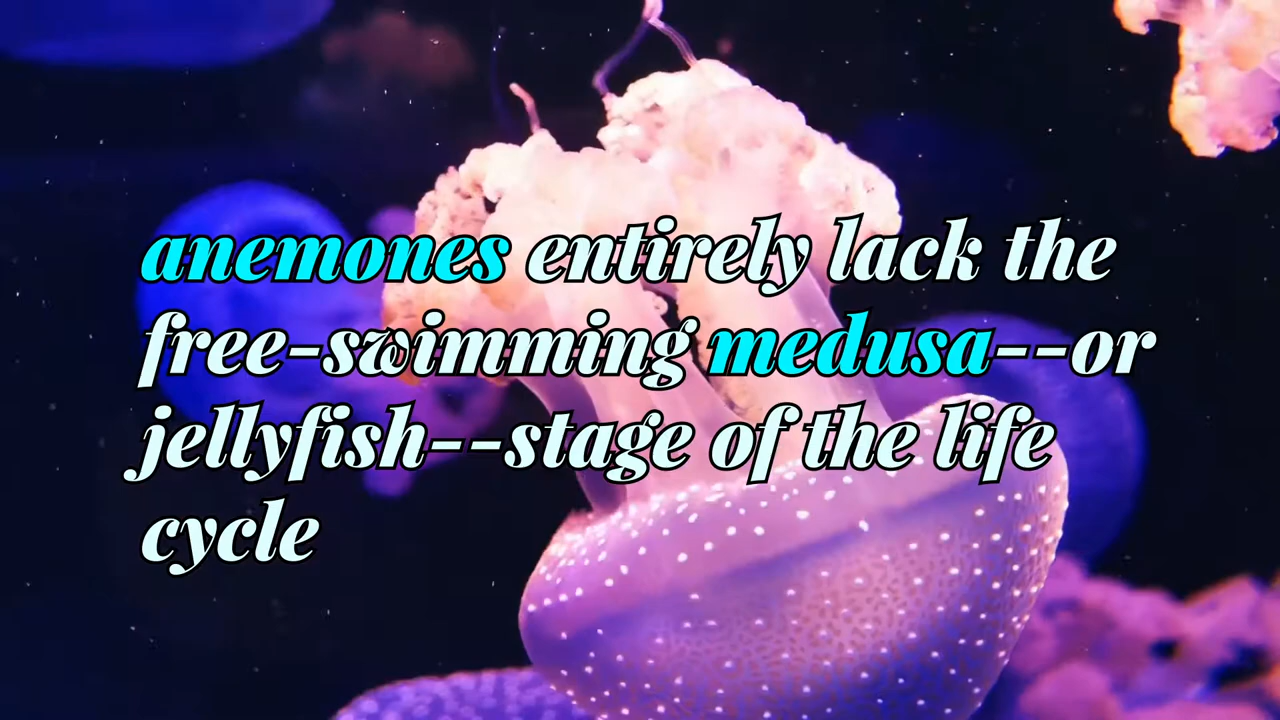 anemones entirely lack the
free-swimming medusa--or
jellyfish--stage of the life
cycle